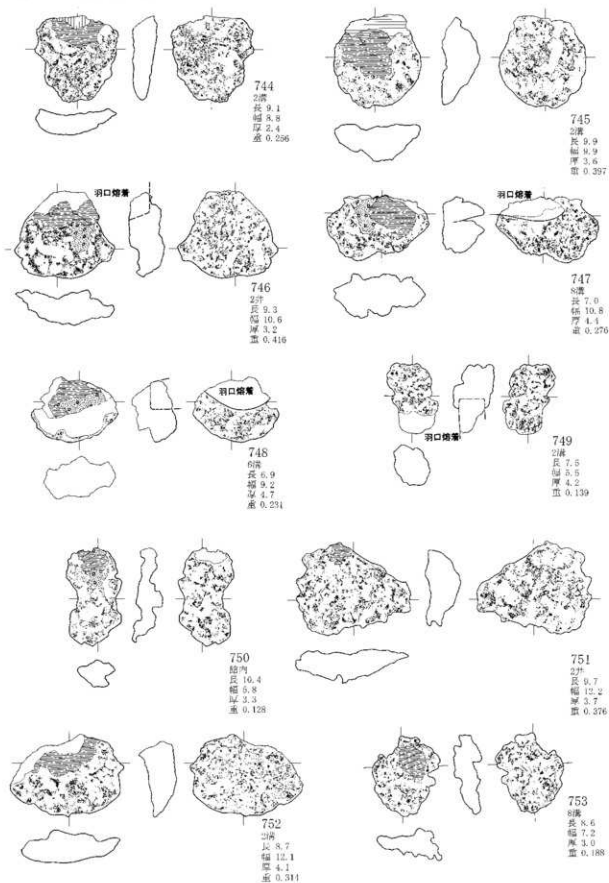 744
2溝
長 9.1
幅 8.8
厚 2.4
重 0.256
745
2溝
長 9.9
幅 9.9
厚 3.6
重 0.397
羽口熔着
746
2井
長 9.3
幅 10.6
厚 3.2
重 0.416
羽口熔着
747
8溝
長 7.0
幅 10.8
厚 4.4
重 0.276
羽口熔着
748
6溝
長 6.9
幅 9.2
厚 4.7
重 0.234
羽口熔着
749
2溝
長 7.5
幅 5.5
厚 4.2
重 0.139
750
館内
長 10.4
幅 5.8
厚 3.3
重 0.128
751
2井
長 9.7
幅 12.2
厚 3.7
重 0.376
752
2溝
長 8.7
幅 12.1
厚 4.1
重 0.314
753
8溝
長 8.6
幅 7.2
厚 3.0
重 0.188